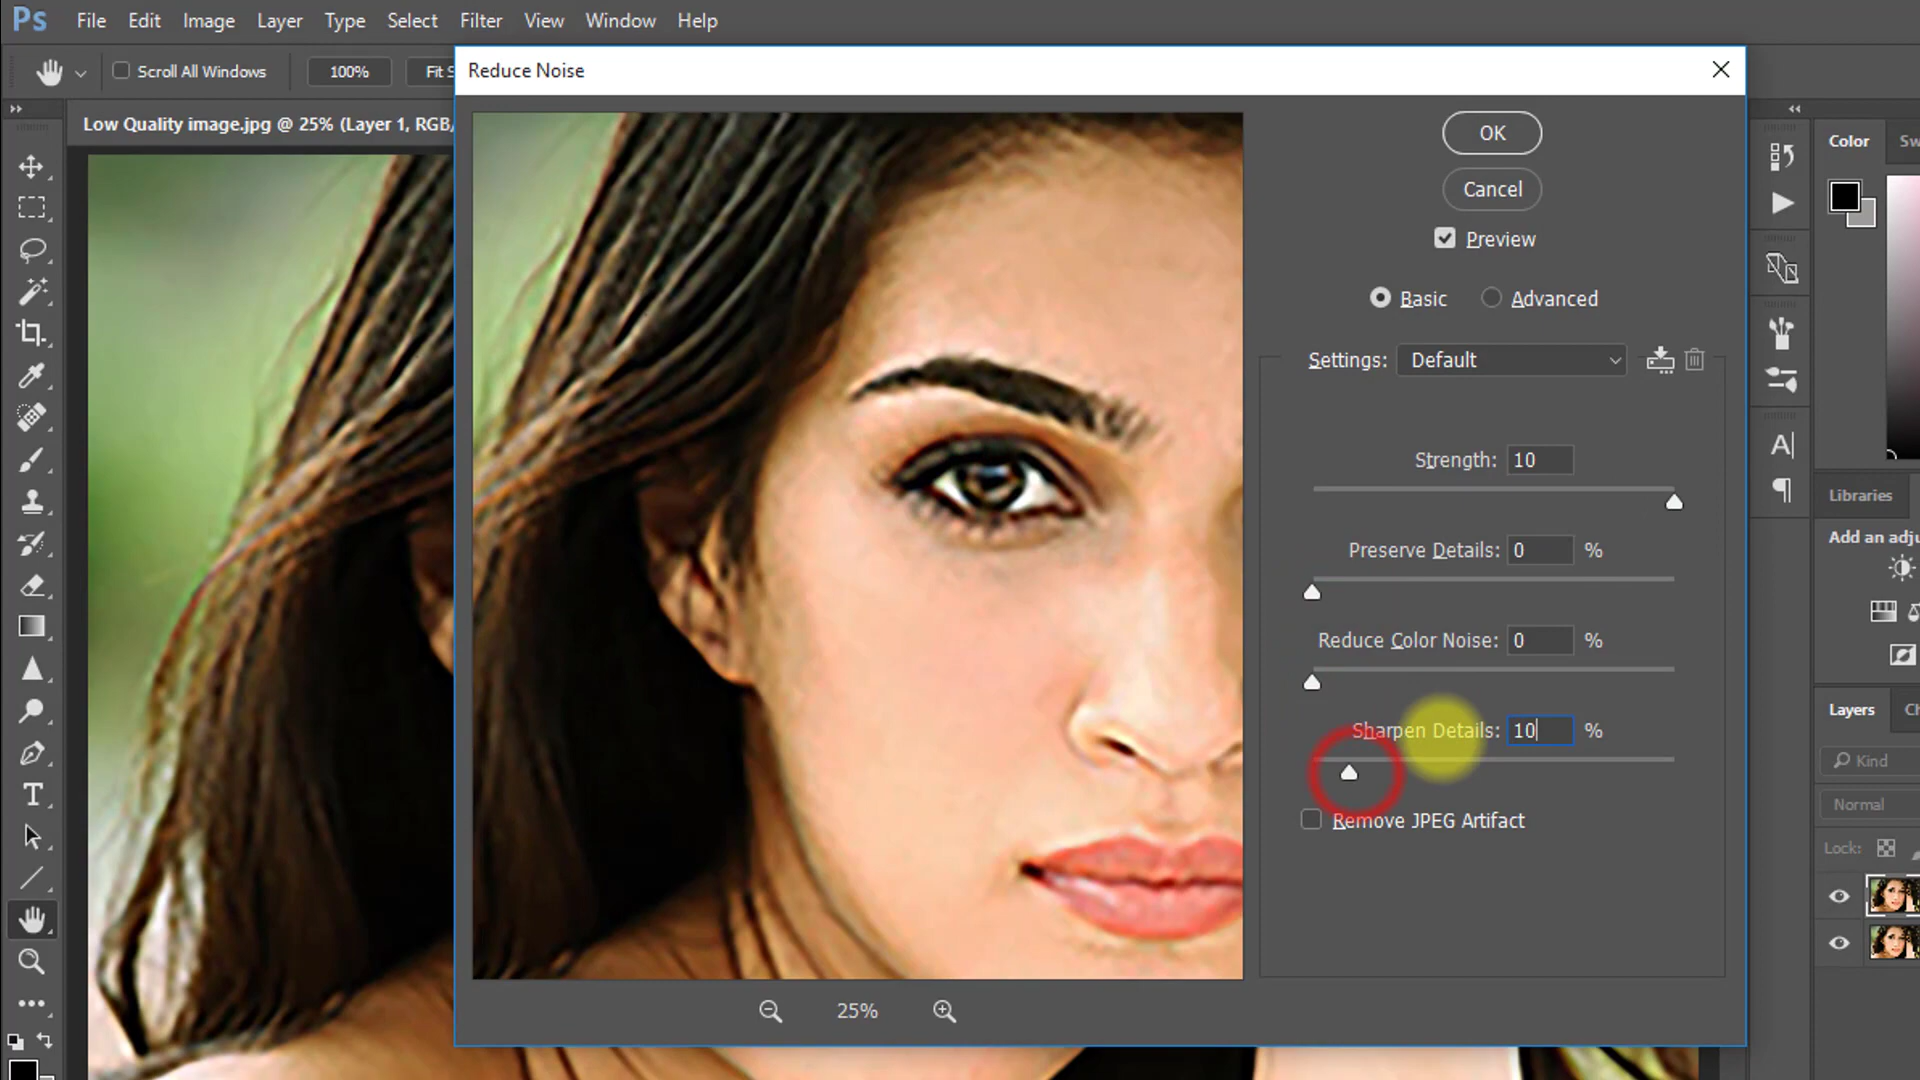 Ps File Edit Image Layer Type Select Filter View Window Help
Scroll All Windows 100% Fit S
Reduce Noise
Low Quality image.jpg @ 25% (Layer 1, RGB/
OK
Cancel
Preview
Basic Advanced
Settings: Default
Strength: 10
Preserve Details: 0 %
Reduce Color Noise: 0 %
Sharpen Details: 10 %
Remove JPEG Artifact
25%
Color Sw
Libraries
Add an adju
Layers Ch
Kind
Normal
Lock: